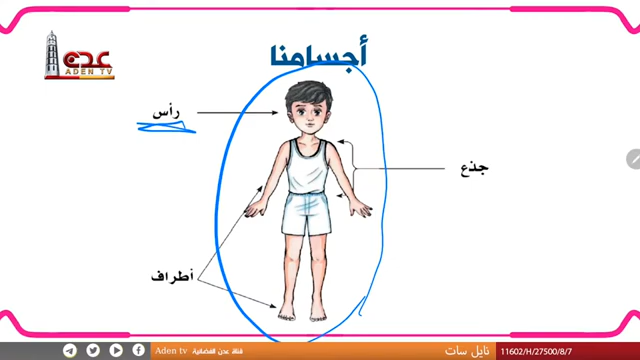 عدن
ADEN TV
أجسامنا
رأس
جذع
أطراف
Aden tv قناة عدن الفضائية
نايل سات
11602/H/27500/8/7